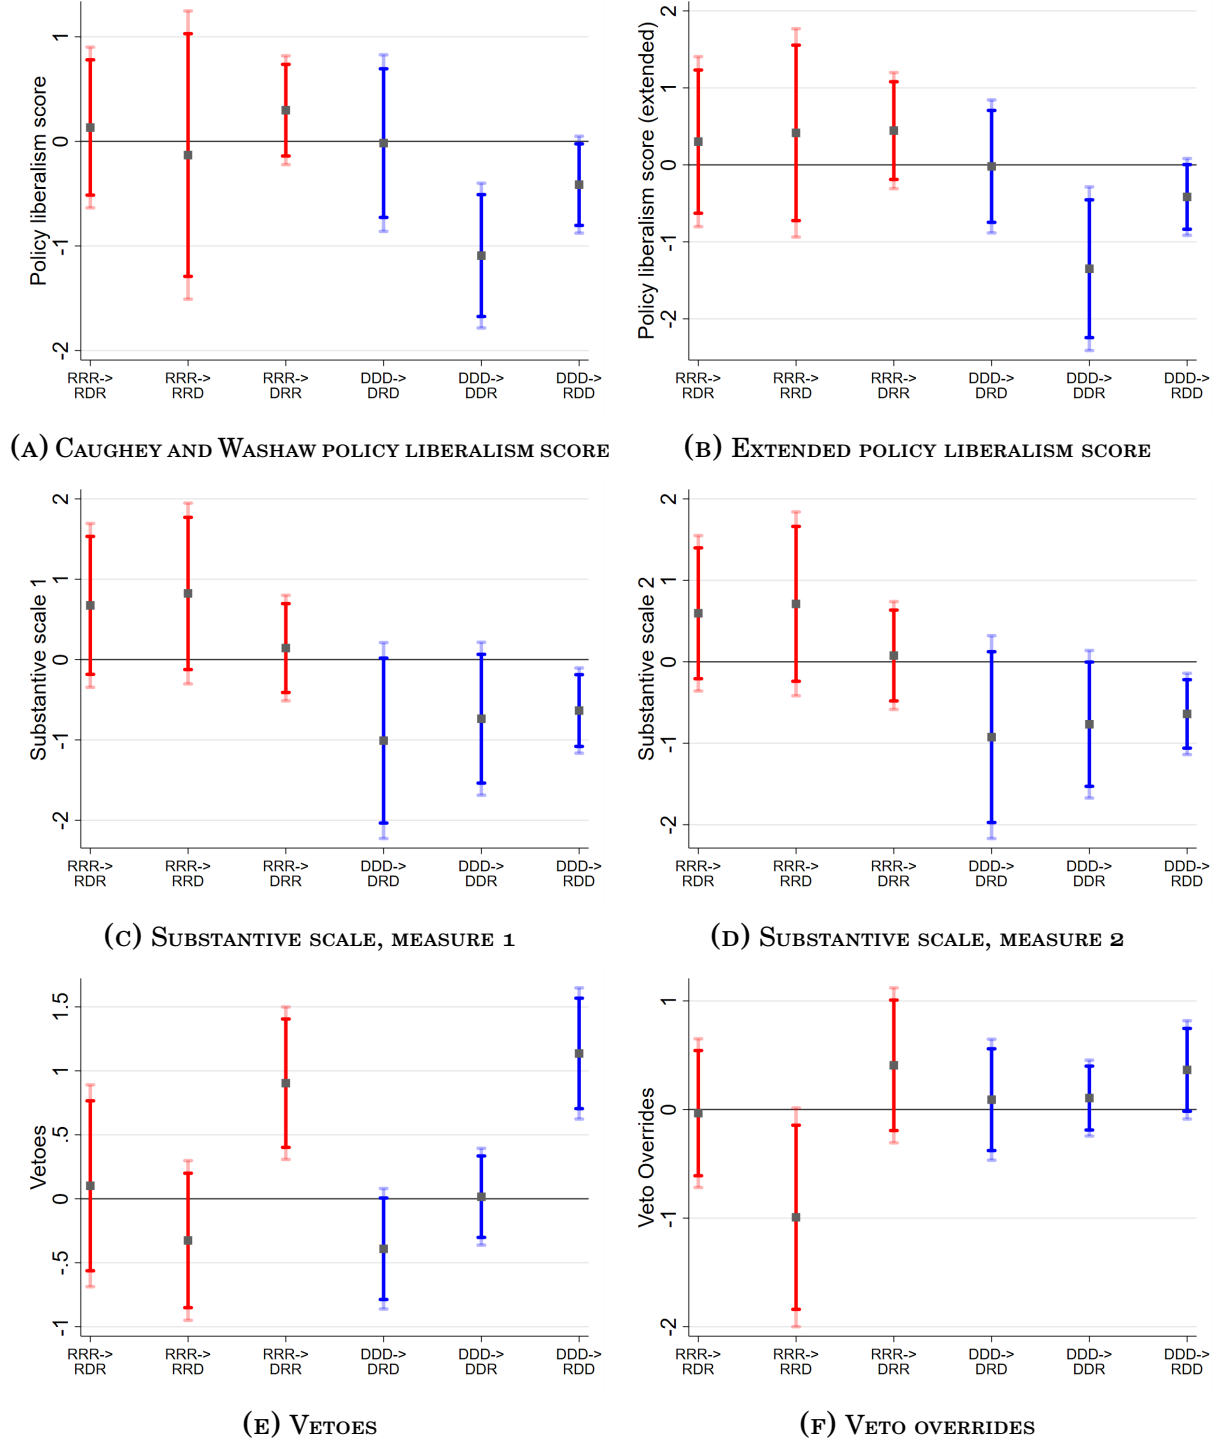 Policy liberalism score
1
0
-1
-2
RRR-> RRR-> RRR-> DDD-> DDD-> DDD->
RDR RRD DRR DRD DDR RDD
(A) Caughey and Washaw policy liberalism score
Policy liberalism score (extended)
2
1
0
-1
-2
RRR-> RRR-> RRR-> DDD-> DDD-> DDD->
RDR RRD DRR DRD DDR RDD
(B) Extended policy liberalism score
Substantive scale 1
2
1
0
-1
-2
RRR-> RRR-> RRR-> DDD-> DDD-> DDD->
RDR RRD DRR DRD DDR RDD
(C) Substantive scale, measure 1
Substantive scale 2
2
1
0
-1
-2
RRR-> RRR-> RRR-> DDD-> DDD-> DDD->
RDR RRD DRR DRD DDR RDD
(D) Substantive scale, measure 2
Vetoes
1.5
1
.5
0
-.5
-1
RRR-> RRR-> RRR-> DDD-> DDD-> DDD->
RDR RRD DRR DRD DDR RDD
(E) Vetoes
Veto Overrides
1
0
-1
-2
RRR-> RRR-> RRR-> DDD-> DDD-> DDD->
RDR RRD DRR DRD DDR RDD
(F) Veto overrides